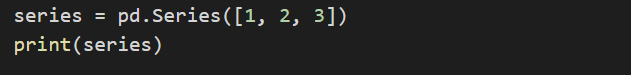 series = pd.Series([1, 2, 3])
print(series)